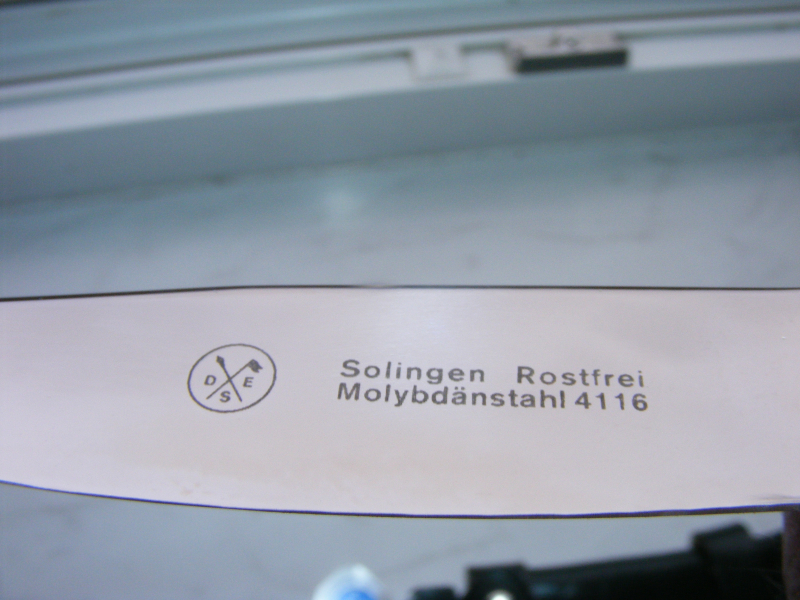 D E
S
Solingen Rostfrei
Molybdänstahl 4116